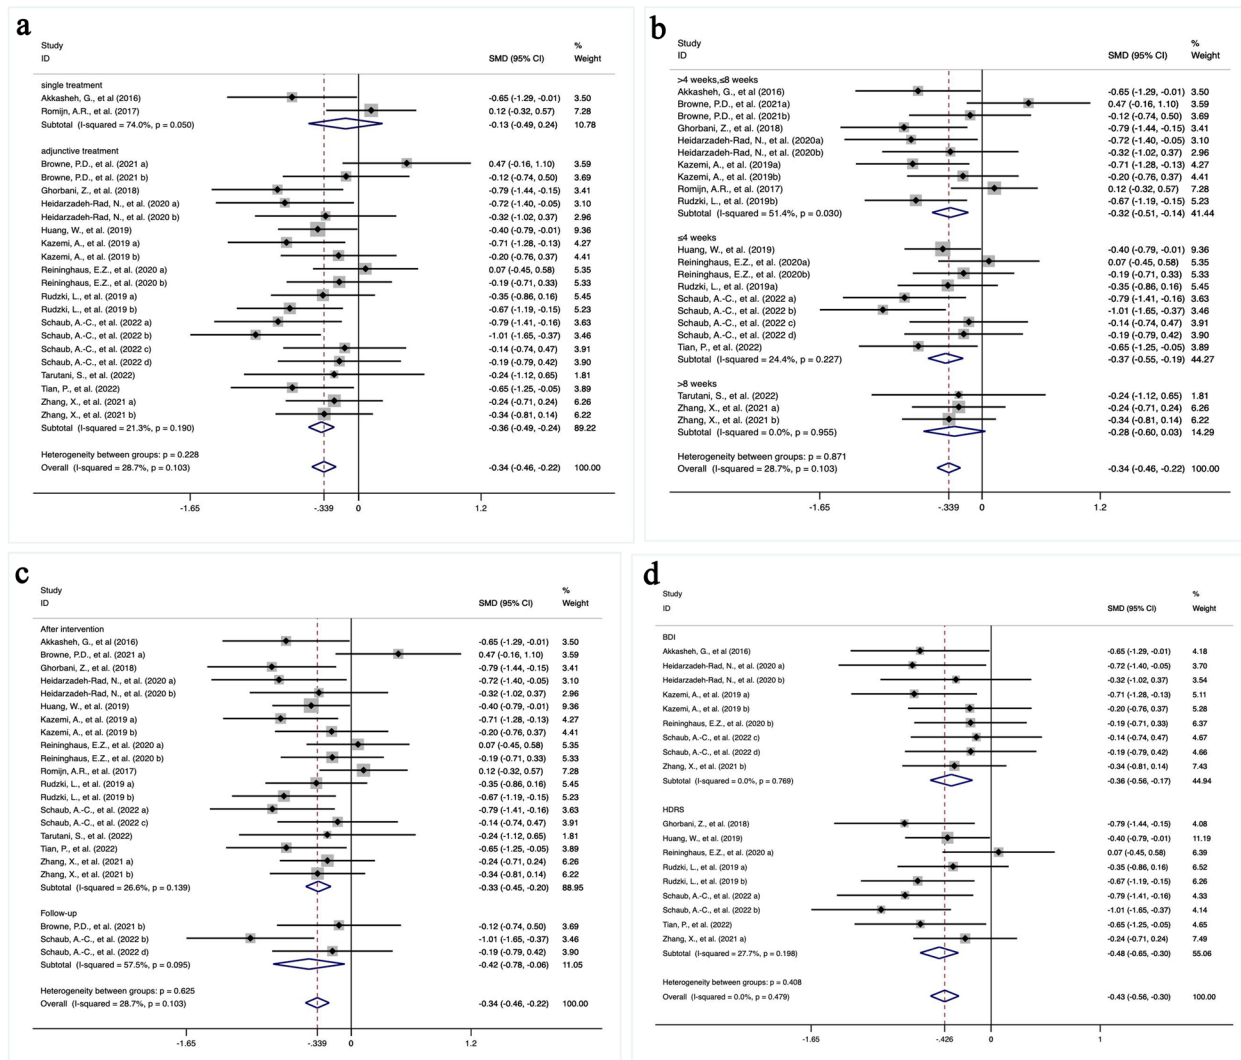 a
Study %
ID SMD (95% CI) Weight
single treatment
Akkasheh, G., et al (2016) -0.65 (-1.29, -0.01) 3.50
Romijn, A.R. (2017) 0.12 (-0.32, 0.57) 7.28
Subtotal (I-squared = 74.0%, p = 0.050) -0.13 (-0.49, 0.24) 10.78
adjunctive treatment
Browne, P.D., et al. (2021 a) 0.47 (-0.16, 1.10) 3.59
Browne, P.D., et al. (2021 b) -0.12 (-0.74, 0.50) 3.69
Ghorbani, Z., et al. (2018) -0.79 (-1.44, -0.15) 3.41
Heidarzadeh-Rad, N., et al. (2020 a) -0.72 (-1.40, -0.05) 3.10
Heidarzadeh-Rad, N., et al. (2020 b) -0.32 (-1.02, 0.37) 2.96
Huang, W., et al. (2019) -0.40 (-0.79, -0.01) 9.36
Kazemi, A., et al. (2019 a) -0.71 (-1.28, -0.13) 4.27
Kazemi, A., et al. (2019 b) -0.20 (-0.76, 0.37) 4.41
Reininghaus, E.Z., et al. (2020 a) 0.07 (-0.45, 0.58) 5.35
Reininghaus, E.Z., et al. (2020 b) -0.19 (-0.71, 0.33) 5.33
Rudzki, L., et al. (2019 a) -0.35 (-0.86, 0.16) 5.45
Rudzki, L., et al. (2019 b) -0.67 (-1.19, -0.15) 5.23
Schaub, A.-C., et al. (2022 a) -0.79 (-1.41, -0.16) 3.63
Schaub, A.-C., et al. (2022 b) -1.01 (-1.65, -0.37) 3.46
Schaub, A.-C., et al. (2022 c) -0.14 (-0.74, 0.47) 3.91
Schaub, A.-C., et al. (2022 d) -0.19 (-0.79, 0.42) 3.90
Tarutani, S., et al. (2022) -0.24 (-1.12, 0.65) 1.81
Tian, P., et al. (2022) -0.65 (-1.25, -0.05) 3.89
Zhang, X., et al. (2021 a) -0.24 (-0.71, 0.24) 6.26
Zhang, X., et al. (2021 b) -0.34 (-0.81, 0.14) 6.22
Subtotal (I-squared = 21.3%, p = 0.190) -0.36 (-0.49, -0.24) 89.22
Heterogeneity between groups: p = 0.228
Overall (I-squared = 28.7%, p = 0.103) -0.34 (-0.46, -0.22) 100.00
-1.65 -.339 0 1.2
b
Study %
ID SMD (95% CI) Weight
>4 weeks,≤8 weeks
Akkasheh, G., et al (2016) -0.65 (-1.29, -0.01) 3.50
Browne, P.D., et al. (2021a) 0.47 (-0.16, 1.10) 3.59
Browne, P.D., et al. (2021b) -0.12 (-0.74, 0.50) 3.69
Ghorbani, Z., et al. (2018) -0.79 (-1.44, -0.15) 3.41
Heidarzadeh-Rad, N., et al. (2020a) -0.72 (-1.40, -0.05) 3.10
Heidarzadeh-Rad, N., et al. (2020b) -0.32 (-1.02, 0.37) 2.96
Kazemi, A., et al. (2019a) -0.71 (-1.28, -0.13) 4.27
Kazemi, A., et al. (2019b) -0.20 (-0.76, 0.37) 4.41
Romijn, A.R. (2017) 0.12 (-0.32, 0.57) 7.28
Rudzki, L., et al. (2019b) -0.67 (-1.19, -0.15) 5.23
Subtotal (I-squared = 51.4%, p = 0.030) -0.32 (-0.51, -0.14) 41.44
≤4 weeks
Huang, W., et al. (2019) -0.40 (-0.79, -0.01) 9.36
Reininghaus, E.Z., et al. (2020a) 0.07 (-0.45, 0.58) 5.35
Reininghaus, E.Z., et al. (2020b) -0.19 (-0.71, 0.33) 5.33
Rudzki, L., et al. (2019a) -0.35 (-0.86, 0.16) 5.45
Schaub, A.-C., et al. (2022 a) -0.79 (-1.41, -0.16) 3.63
Schaub, A.-C., et al. (2022 b) -1.01 (-1.65, -0.37) 3.46
Schaub, A.-C., et al. (2022 c) -0.14 (-0.74, 0.47) 3.91
Schaub, A.-C., et al. (2022 d) -0.19 (-0.79, 0.42) 3.90
Tian, P., et al. (2022) -0.65 (-1.25, -0.05) 3.89
Subtotal (I-squared = 24.4%, p = 0.227) -0.37 (-0.55, -0.19) 44.27
>8 weeks
Tarutani, S., et al. (2022) -0.24 (-1.12, 0.65) 1.81
Zhang, X., et al. (2021 a) -0.24 (-0.71, 0.24) 6.26
Zhang, X., et al. (2021 b) -0.34 (-0.81, 0.14) 6.22
Subtotal (I-squared = 0.0%, p = 0.955) -0.28 (-0.60, 0.03) 14.29
Heterogeneity between groups: p = 0.871
Overall (I-squared = 28.7%, p = 0.103) -0.34 (-0.46, -0.22) 100.00
-1.65 -.339 0 1.2
c
Study %
ID SMD (95% CI) Weight
After intervention
Akkasheh, G., et al (2016) -0.65 (-1.29, -0.01) 3.50
Browne, P.D., et al. (2021 a) 0.47 (-0.16, 1.10) 3.59
Ghorbani, Z., et al. (2018) -0.79 (-1.44, -0.15) 3.41
Heidarzadeh-Rad, N., et al. (2020 a) -0.72 (-1.40, -0.05) 3.10
Heidarzadeh-Rad, N., et al. (2020 b) -0.32 (-1.02, 0.37) 2.96
Huang, W., et al. (2019) -0.40 (-0.79, -0.01) 9.36
Kazemi, A., et al. (2019 a) -0.71 (-1.28, -0.13) 4.27
Kazemi, A., et al. (2019 b) -0.20 (-0.76, 0.37) 4.41
Reininghaus, E.Z., et al. (2020 a) 0.07 (-0.45, 0.58) 5.35
Reininghaus, E.Z., et al. (2020 b) -0.19 (-0.71, 0.33) 5.33
Romijn, A.R. (2017) 0.12 (-0.32, 0.57) 7.28
Rudzki, L., et al. (2019 a) -0.35 (-0.86, 0.16) 5.45
Rudzki, L., et al. (2019 b) -0.67 (-1.19, -0.15) 5.23
Schaub, A.-C., et al. (2022 a) -0.79 (-1.41, -0.16) 3.63
Schaub, A.-C., et al. (2022 c) -0.14 (-0.74, 0.47) 3.91
Tarutani, S., et al. (2022) -0.24 (-1.12, 0.65) 1.81
Tian, P., et al. (2022) -0.65 (-1.25, -0.05) 3.89
Zhang, X., et al. (2021 a) -0.24 (-0.71, 0.24) 6.26
Zhang, X., et al. (2021 b) -0.34 (-0.81, 0.14) 6.22
Subtotal (I-squared = 26.6%, p = 0.139) -0.33 (-0.45, -0.20) 88.95
Follow-up
Browne, P.D., et al. (2021 b) -0.12 (-0.74, 0.50) 3.69
Schaub, A.-C., et al. (2022 b) -1.01 (-1.65, -0.37) 3.46
Schaub, A.-C., et al. (2022 d) -0.19 (-0.79, 0.42) 3.90
Subtotal (I-squared = 57.5%, p = 0.095) -0.42 (-0.78, -0.06) 11.05
Heterogeneity between groups: p = 0.625
Overall (I-squared = 28.7%, p = 0.103) -0.34 (-0.46, -0.22) 100.00
-1.65 -.339 0 1.2
d
Study %
ID SMD (95% CI) Weight
BDI
Akkasheh, G., et al (2016) -0.65 (-1.29, -0.01) 4.18
Heidarzadeh-Rad, N., et al. (2020 a) -0.72 (-1.40, -0.05) 3.70
Heidarzadeh-Rad, N., et al. (2020 b) -0.32 (-1.02, 0.37) 3.54
Kazemi, A., et al. (2019 a) -0.71 (-1.28, -0.13) 5.11
Kazemi, A., et al. (2019 b) -0.20 (-0.76, 0.37) 5.28
Reininghaus, E.Z., et al. (2020 b) -0.19 (-0.71, 0.33) 6.37
Schaub, A.-C., et al. (2022 c) -0.14 (-0.74, 0.47) 4.67
Schaub, A.-C., et al. (2022 d) -0.19 (-0.79, 0.42) 4.66
Zhang, X., et al. (2021 b) -0.34 (-0.81, 0.14) 7.43
Subtotal (I-squared = 0.0%, p = 0.769) -0.36 (-0.56, -0.17) 44.94
HDRS
Ghorbani, Z., et al. (2018) -0.79 (-1.44, -0.15) 4.08
Huang, W., et al. (2019) -0.40 (-0.79, -0.01) 11.19
Reininghaus, E.Z., et al. (2020 a) 0.07 (-0.45, 0.58) 6.39
Rudzki, L., et al. (2019 a) -0.35 (-0.86, 0.16) 6.52
Rudzki, L., et al. (2019 b) -0.67 (-1.19, -0.15) 6.26
Schaub, A.-C., et al. (2022 a) -0.79 (-1.41, -0.16) 4.33
Schaub, A.-C., et al. (2022 b) -1.01 (-1.65, -0.37) 4.14
Tian, P., et al. (2022) -0.65 (-1.25, -0.05) 4.65
Zhang, X., et al. (2021 a) -0.24 (-0.71, 0.24) 7.49
Subtotal (I-squared = 27.7%, p = 0.198) -0.48 (-0.65, -0.30) 55.06
Heterogeneity between groups: p = 0.408
Overall (I-squared = 0.0%, p = 0.479) -0.43 (-0.56, -0.30) 100.00
-1.65 -.426 0 1